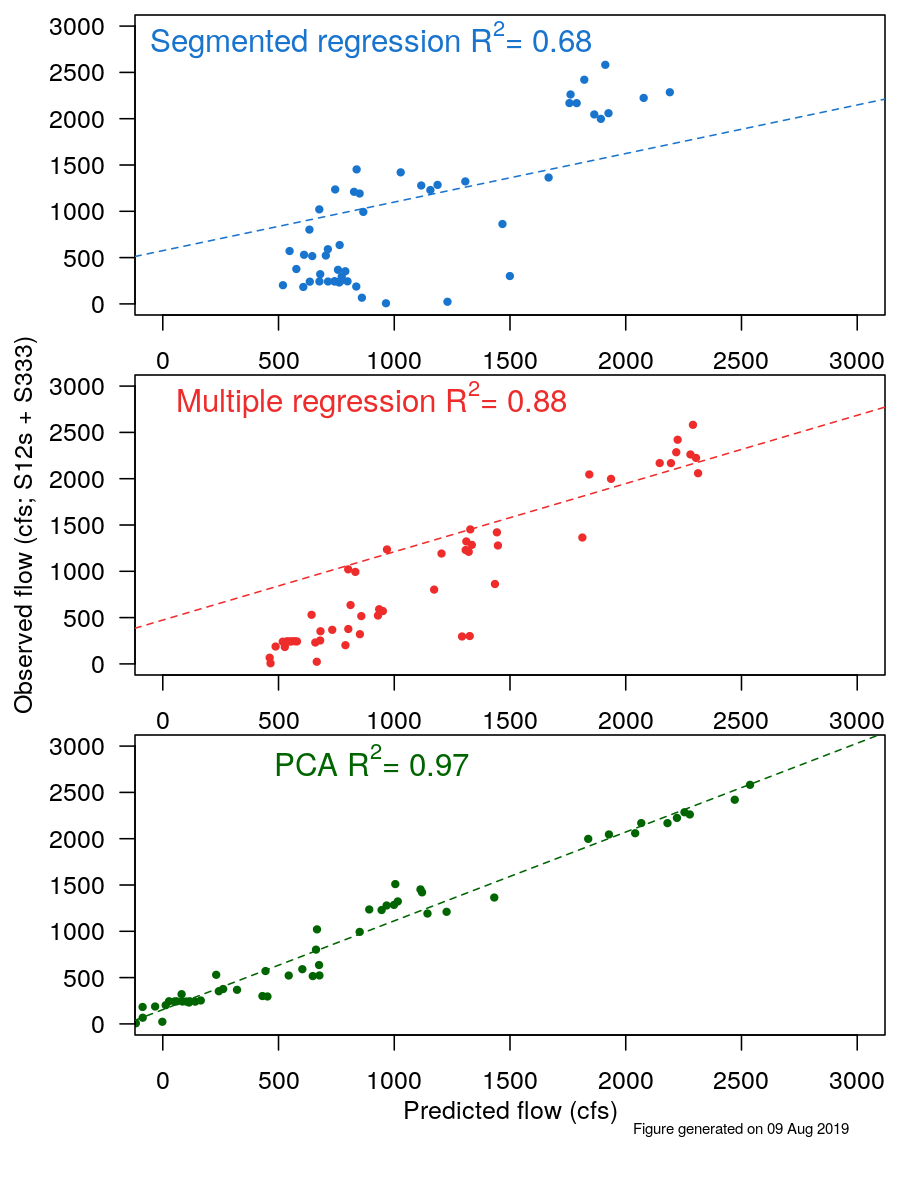 Segmented regression R2= 0.68
3000
2500
2000
1500
1000
500
0
0 500 1000 1500 2000 2500 3000
Observed flow (cfs; S12s + S333)
Multiple regression R2= 0.88
3000
2500
2000
1500
1000
500
0
0 500 1000 1500 2000 2500 3000
PCA R2= 0.97
3000
2500
2000
1500
1000
500
0
0 500 1000 1500 2000 2500 3000
Predicted flow (cfs)
Figure generated on 09 Aug 2019